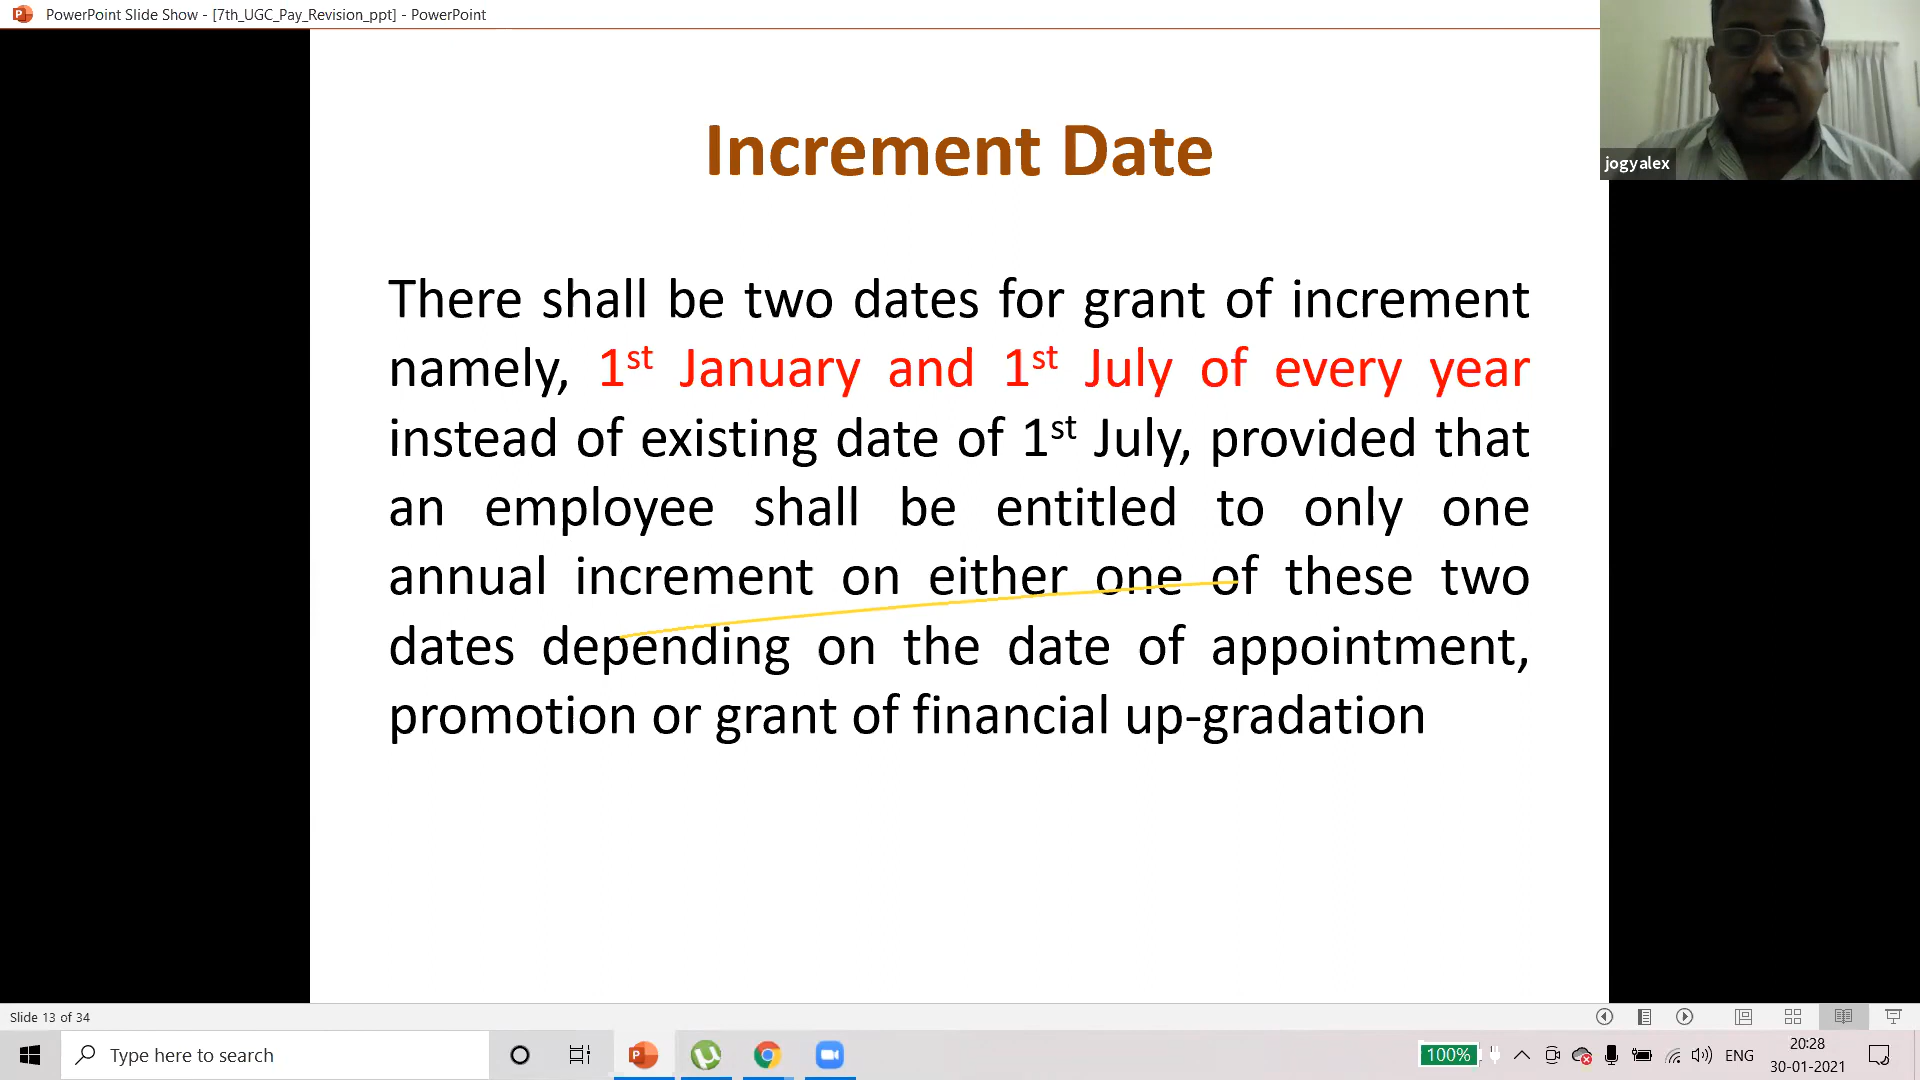 PowerPoint Slide Show - [7th_UGC_Pay_Revision_ppt] - PowerPoint
jogyalex
Increment Date
There shall be two dates for grant of increment
namely, 1st January and 1st July of every year
instead of existing date of 1st July, provided that
an employee shall be entitled to only one
annual increment on either one of these two
dates depending on the date of appointment,
promotion or grant of financial up-gradation
Slide 13 of 34
Type here to search
100%
ENG
20:28
30-01-2021